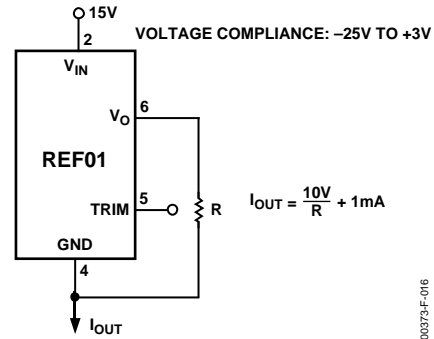 15V
2
VOLTAGE COMPLIANCE: –25V TO +3V
VIN
6
VO
REF01
5
TRIM
R
IOUT = 10V/R + 1mA
GND
4
IOUT
00373-F-016